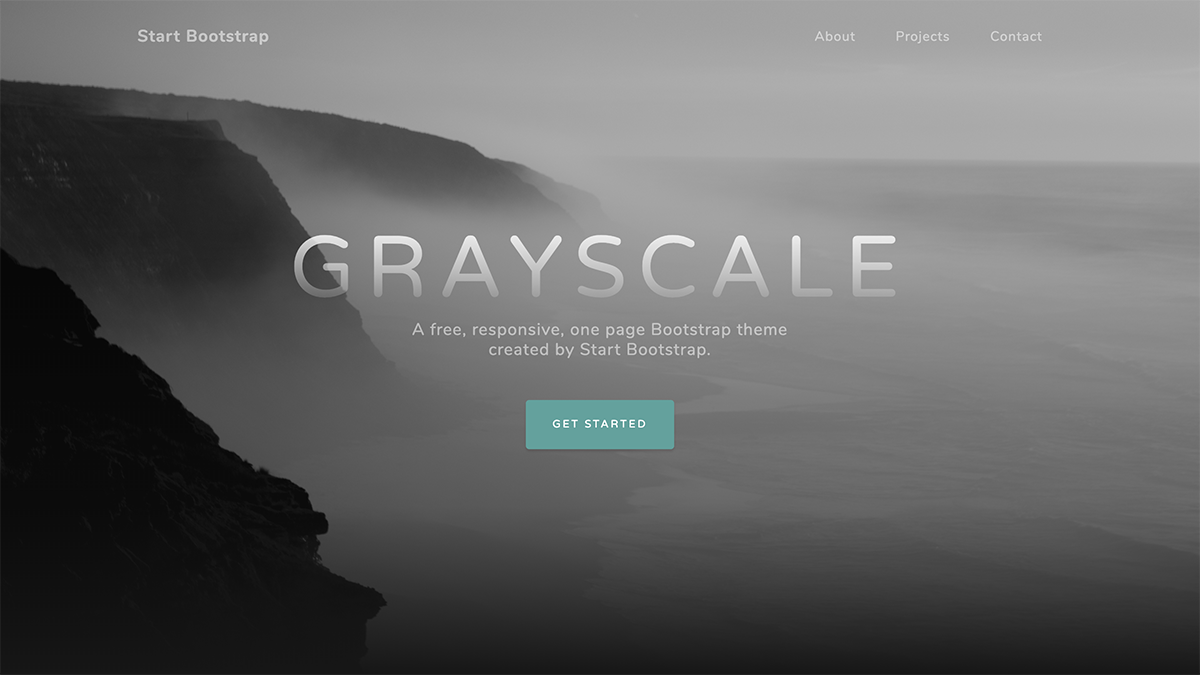 Start Bootstrap
About
Projects
Contact
GRAYSCALE
A free, responsive, one page Bootstrap theme
created by Start Bootstrap.
GET STARTED